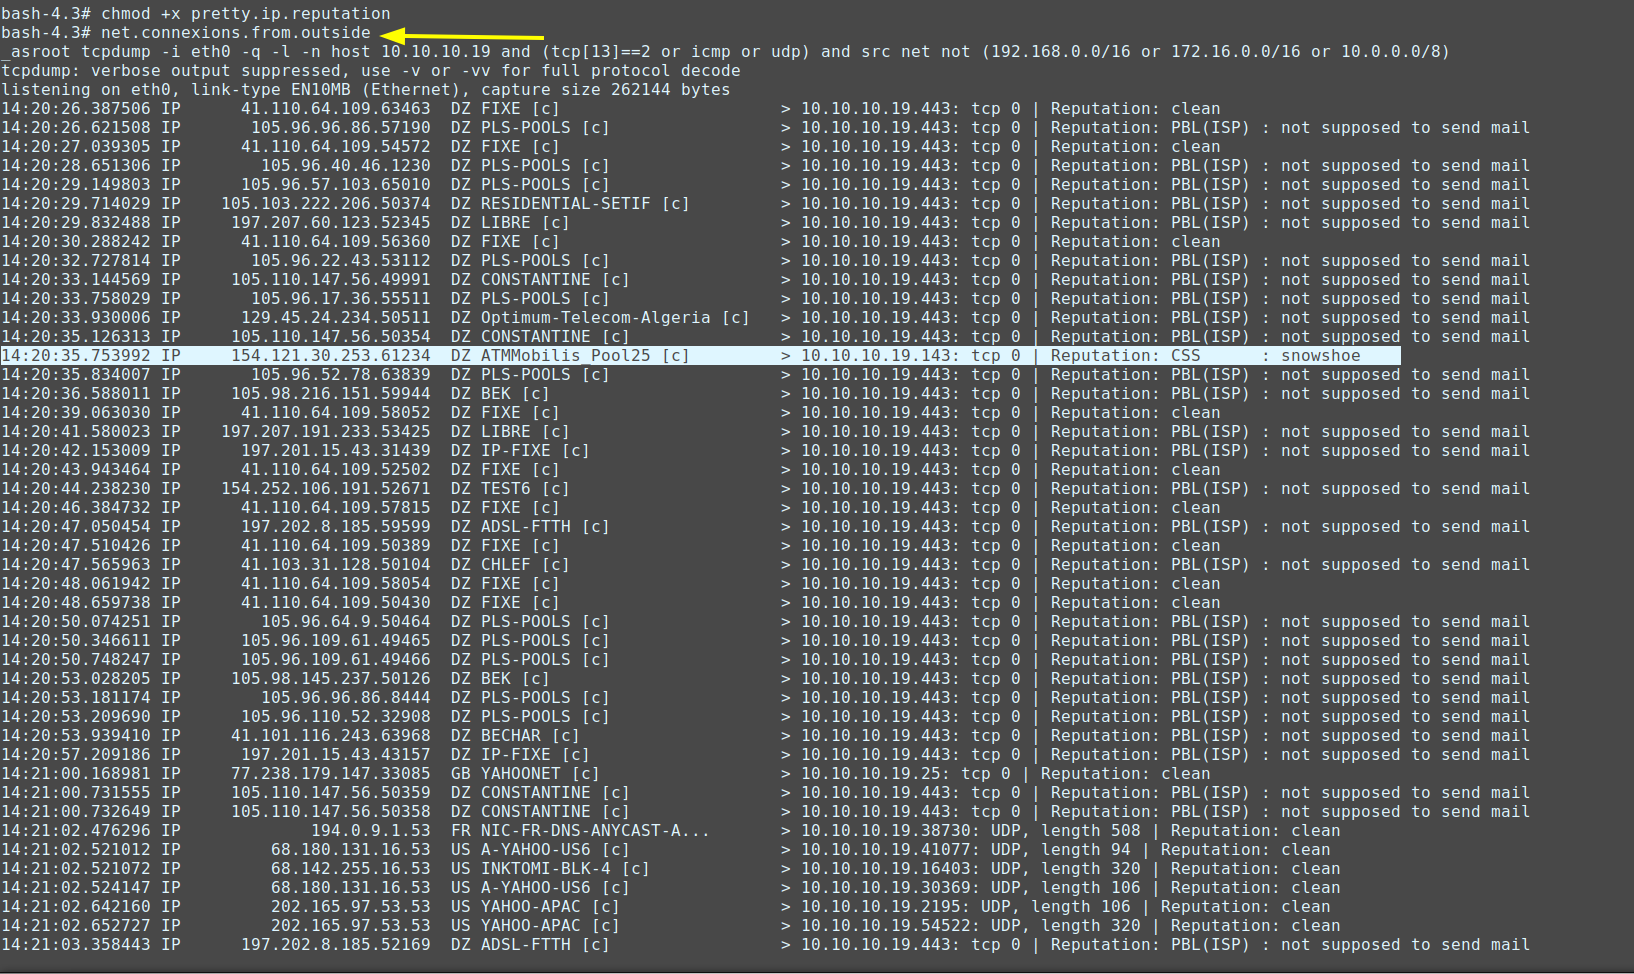 bash-4.3# chmod +x pretty.ip.reputation
bash-4.3# net.connexions.from.outside
_asroot tcpdump -i eth0 -q -l -n host 10.10.10.19 and (tcp[13]==2 or icmp or udp) and src net not (192.168.0.0/16 or 172.16.0.0/16 or 10.0.0.0/8)
tcpdump: verbose output suppressed, use -v or -vv for full protocol decode
listening on eth0, link-type EN10MB (Ethernet), capture size 262144 bytes
14:20:26.387506 IP      41.110.64.109.63463  DZ FIXE [c]                      > 10.10.10.19.443: tcp 0 | Reputation: clean
14:20:26.621508 IP       105.96.96.86.57190  DZ PLS-POOLS [c]                 > 10.10.10.19.443: tcp 0 | Reputation: PBL(ISP) : not supposed to send mail
14:20:27.039305 IP      41.110.64.109.54572  DZ FIXE [c]                      > 10.10.10.19.443: tcp 0 | Reputation: clean
14:20:28.651306 IP        105.96.40.46.1230  DZ PLS-POOLS [c]                 > 10.10.10.19.443: tcp 0 | Reputation: PBL(ISP) : not supposed to send mail
14:20:29.149803 IP      105.96.57.103.65010  DZ PLS-POOLS [c]                 > 10.10.10.19.443: tcp 0 | Reputation: PBL(ISP) : not supposed to send mail
14:20:29.714029 IP    105.103.222.206.50374  DZ RESIDENTIAL-SETIF [c]         > 10.10.10.19.443: tcp 0 | Reputation: PBL(ISP) : not supposed to send mail
14:20:29.832488 IP     197.207.60.123.52345  DZ LIBRE [c]                     > 10.10.10.19.443: tcp 0 | Reputation: PBL(ISP) : not supposed to send mail
14:20:30.288242 IP      41.110.64.109.56360  DZ FIXE [c]                      > 10.10.10.19.443: tcp 0 | Reputation: clean
14:20:32.727814 IP       105.96.22.43.53112  DZ PLS-POOLS [c]                 > 10.10.10.19.443: tcp 0 | Reputation: PBL(ISP) : not supposed to send mail
14:20:33.144569 IP     105.110.147.56.49991  DZ CONSTANTINE [c]               > 10.10.10.19.443: tcp 0 | Reputation: PBL(ISP) : not supposed to send mail
14:20:33.758029 IP       105.96.17.36.55511  DZ PLS-POOLS [c]                 > 10.10.10.19.443: tcp 0 | Reputation: PBL(ISP) : not supposed to send mail
14:20:33.930006 IP      129.45.24.234.50511  DZ Optimum-Telecom-Algeria [c]   > 10.10.10.19.443: tcp 0 | Reputation: PBL(ISP) : not supposed to send mail
14:20:35.126313 IP     105.110.147.56.50354  DZ CONSTANTINE [c]               > 10.10.10.19.443: tcp 0 | Reputation: PBL(ISP) : not supposed to send mail
14:20:35.753992 IP     154.121.30.253.61234  DZ ATMMobilis Pool25 [c]         > 10.10.10.19.143: tcp 0 | Reputation: CSS      : snowshoe
14:20:35.834007 IP       105.96.52.78.63839  DZ PLS-POOLS [c]                 > 10.10.10.19.443: tcp 0 | Reputation: PBL(ISP) : not supposed to send mail
14:20:36.588011 IP     105.98.216.151.59944  DZ BEK [c]                       > 10.10.10.19.443: tcp 0 | Reputation: PBL(ISP) : not supposed to send mail
14:20:39.063030 IP      41.110.64.109.58052  DZ FIXE [c]                      > 10.10.10.19.443: tcp 0 | Reputation: clean
14:20:41.580023 IP    197.207.191.233.53425  DZ LIBRE [c]                     > 10.10.10.19.443: tcp 0 | Reputation: PBL(ISP) : not supposed to send mail
14:20:42.153009 IP      197.201.15.43.31439  DZ IP-FIXE [c]                   > 10.10.10.19.443: tcp 0 | Reputation: PBL(ISP) : not supposed to send mail
14:20:43.943464 IP      41.110.64.109.52502  DZ FIXE [c]                      > 10.10.10.19.443: tcp 0 | Reputation: clean
14:20:44.238230 IP    154.252.106.191.52671  DZ TEST6 [c]                     > 10.10.10.19.443: tcp 0 | Reputation: PBL(ISP) : not supposed to send mail
14:20:46.384732 IP      41.110.64.109.57815  DZ FIXE [c]                      > 10.10.10.19.443: tcp 0 | Reputation: clean
14:20:47.050454 IP      197.202.8.185.59599  DZ ADSL-FTTH [c]                 > 10.10.10.19.443: tcp 0 | Reputation: PBL(ISP) : not supposed to send mail
14:20:47.510426 IP      41.110.64.109.50389  DZ FIXE [c]                      > 10.10.10.19.443: tcp 0 | Reputation: clean
14:20:47.565963 IP      41.103.31.128.50104  DZ CHLEF [c]                     > 10.10.10.19.443: tcp 0 | Reputation: PBL(ISP) : not supposed to send mail
14:20:48.061942 IP      41.110.64.109.58054  DZ FIXE [c]                      > 10.10.10.19.443: tcp 0 | Reputation: clean
14:20:48.659738 IP      41.110.64.109.50430  DZ FIXE [c]                      > 10.10.10.19.443: tcp 0 | Reputation: clean
14:20:50.074251 IP        105.96.64.9.50464  DZ PLS-POOLS [c]                 > 10.10.10.19.443: tcp 0 | Reputation: PBL(ISP) : not supposed to send mail
14:20:50.346611 IP      105.96.109.61.49465  DZ PLS-POOLS [c]                 > 10.10.10.19.443: tcp 0 | Reputation: PBL(ISP) : not supposed to send mail
14:20:50.748247 IP      105.96.109.61.49466  DZ PLS-POOLS [c]                 > 10.10.10.19.443: tcp 0 | Reputation: PBL(ISP) : not supposed to send mail
14:20:53.028205 IP     105.98.145.237.50126  DZ BEK [c]                       > 10.10.10.19.443: tcp 0 | Reputation: PBL(ISP) : not supposed to send mail
14:20:53.181174 IP        105.96.96.86.8444  DZ PLS-POOLS [c]                 > 10.10.10.19.443: tcp 0 | Reputation: PBL(ISP) : not supposed to send mail
14:20:53.209690 IP      105.96.110.52.32908  DZ PLS-POOLS [c]                 > 10.10.10.19.443: tcp 0 | Reputation: PBL(ISP) : not supposed to send mail
14:20:53.939410 IP     41.101.116.243.63968  DZ BECHAR [c]                    > 10.10.10.19.443: tcp 0 | Reputation: PBL(ISP) : not supposed to send mail
14:20:57.209186 IP      197.201.15.43.43157  DZ IP-FIXE [c]                   > 10.10.10.19.443: tcp 0 | Reputation: PBL(ISP) : not supposed to send mail
14:21:00.168981 IP     77.238.179.147.33085  GB YAHOONET [c]                  > 10.10.10.19.25: tcp 0 | Reputation: clean
14:21:00.731555 IP     105.110.147.56.50359  DZ CONSTANTINE [c]               > 10.10.10.19.443: tcp 0 | Reputation: PBL(ISP) : not supposed to send mail
14:21:00.732649 IP     105.110.147.56.50358  DZ CONSTANTINE [c]               > 10.10.10.19.443: tcp 0 | Reputation: PBL(ISP) : not supposed to send mail
14:21:02.476296 IP             194.0.9.1.53  FR NIC-FR-DNS-ANYCAST-A...       > 10.10.10.19.38730: UDP, length 508 | Reputation: clean
14:21:02.521012 IP         68.180.131.16.53  US A-YAHOO-US6 [c]               > 10.10.10.19.41077: UDP, length 94 | Reputation: clean
14:21:02.521072 IP         68.142.255.16.53  US INKTOMI-BLK-4 [c]             > 10.10.10.19.16403: UDP, length 320 | Reputation: clean
14:21:02.524147 IP         68.180.131.16.53  US A-YAHOO-US6 [c]               > 10.10.10.19.30369: UDP, length 106 | Reputation: clean
14:21:02.642160 IP         202.165.97.53.53  US YAHOO-APAC [c]                > 10.10.10.19.2195: UDP, length 106 | Reputation: clean
14:21:02.652727 IP         202.165.97.53.53  US YAHOO-APAC [c]                > 10.10.10.19.54522: UDP, length 320 | Reputation: clean
14:21:03.358443 IP      197.202.8.185.52169  DZ ADSL-FTTH [c]                 > 10.10.10.19.443: tcp 0 | Reputation: PBL(ISP) : not supposed to send mail